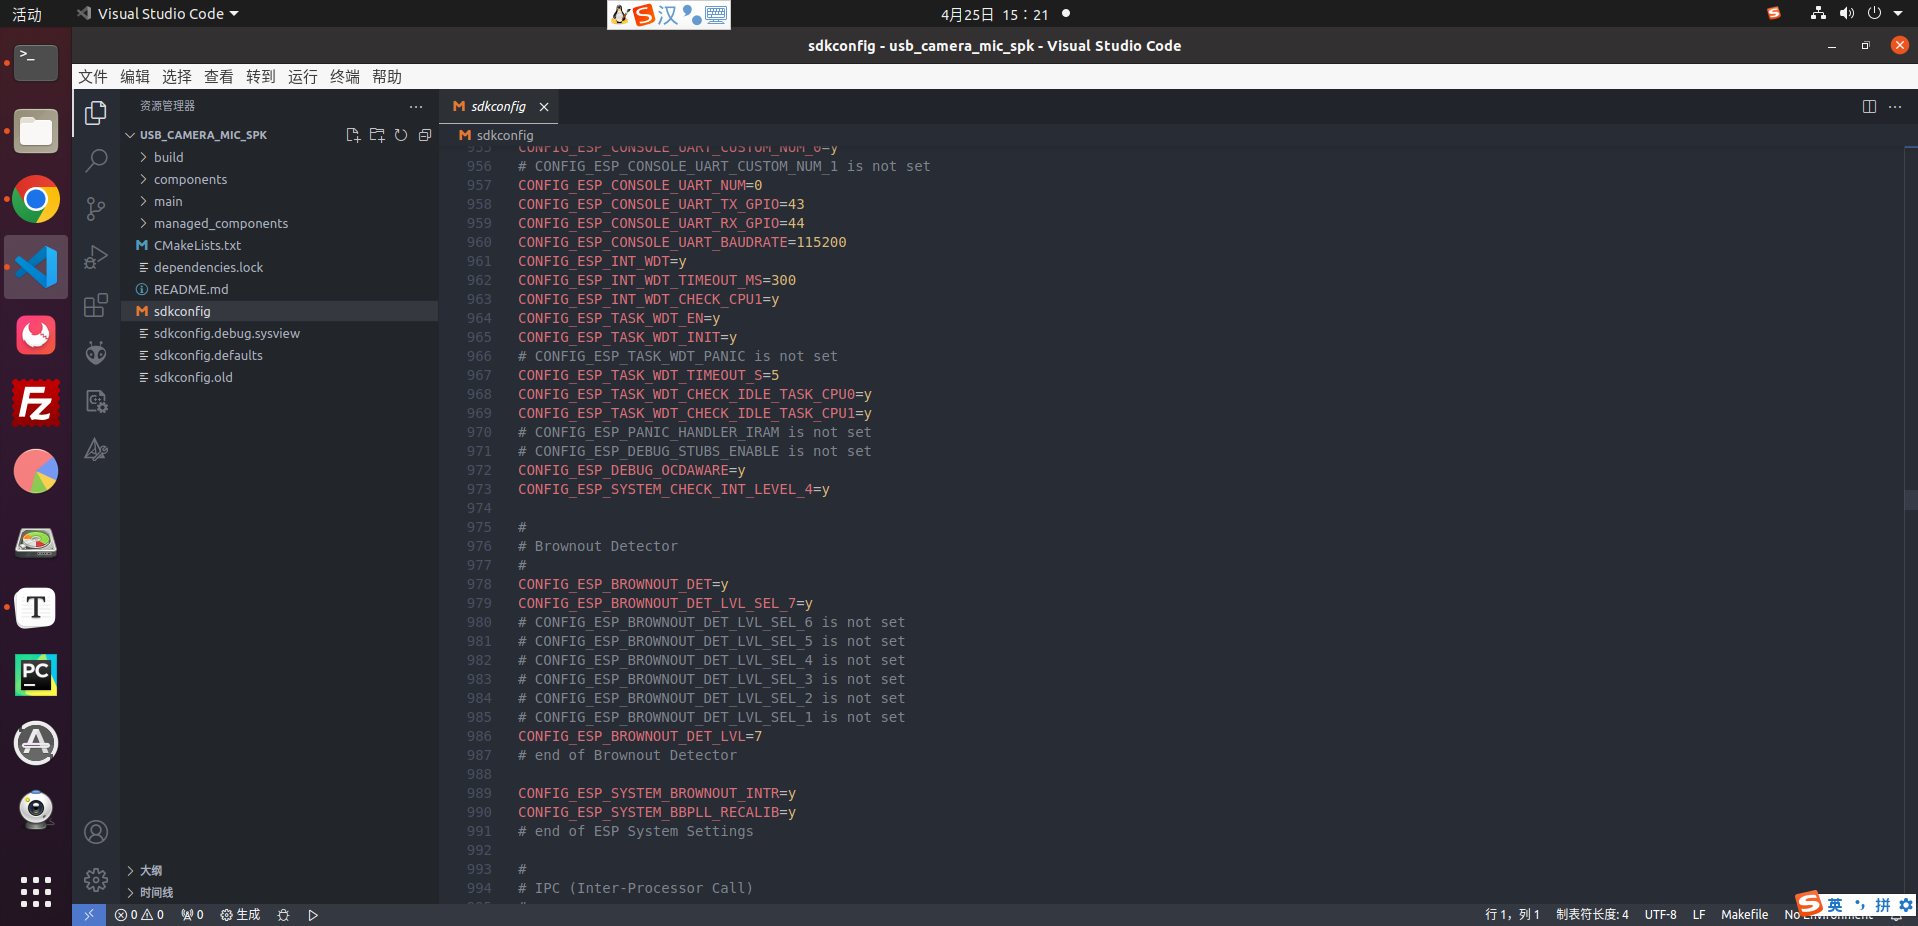 活动
Visual Studio Code
汉
4月25日 15：21
sdkconfig - usb_camera_mic_spk - Visual Studio Code
文件 编辑 选择 查看 转到 运行 终端 帮助
资源管理器
USB_CAMERA_MIC_SPK
build
components
main
managed_components
CMakeLists.txt
dependencies.lock
README.md
sdkconfig
sdkconfig.debug.sysview
sdkconfig.defaults
sdkconfig.old
大纲
时间线
sdkconfig
sdkconfig
955 CONFIG_ESP_CONSOLE_UART_CUSTOM_NUM_0=y
956 # CONFIG_ESP_CONSOLE_UART_CUSTOM_NUM_1 is not set
957 CONFIG_ESP_CONSOLE_UART_NUM=0
958 CONFIG_ESP_CONSOLE_UART_TX_GPIO=43
959 CONFIG_ESP_CONSOLE_UART_RX_GPIO=44
960 CONFIG_ESP_CONSOLE_UART_BAUDRATE=115200
961 CONFIG_ESP_INT_WDT=y
962 CONFIG_ESP_INT_WDT_TIMEOUT_MS=300
963 CONFIG_ESP_INT_WDT_CHECK_CPU1=y
964 CONFIG_ESP_TASK_WDT_EN=y
965 CONFIG_ESP_TASK_WDT_INIT=y
966 # CONFIG_ESP_TASK_WDT_PANIC is not set
967 CONFIG_ESP_TASK_WDT_TIMEOUT_S=5
968 CONFIG_ESP_TASK_WDT_CHECK_IDLE_TASK_CPU0=y
969 CONFIG_ESP_TASK_WDT_CHECK_IDLE_TASK_CPU1=y
970 # CONFIG_ESP_PANIC_HANDLER_IRAM is not set
971 # CONFIG_ESP_DEBUG_STUBS_ENABLE is not set
972 CONFIG_ESP_DEBUG_OCDAWARE=y
973 CONFIG_ESP_SYSTEM_CHECK_INT_LEVEL_4=y
974
975 #
976 # Brownout Detector
977 #
978 CONFIG_ESP_BROWNOUT_DET=y
979 CONFIG_ESP_BROWNOUT_DET_LVL_SEL_7=y
980 # CONFIG_ESP_BROWNOUT_DET_LVL_SEL_6 is not set
981 # CONFIG_ESP_BROWNOUT_DET_LVL_SEL_5 is not set
982 # CONFIG_ESP_BROWNOUT_DET_LVL_SEL_4 is not set
983 # CONFIG_ESP_BROWNOUT_DET_LVL_SEL_3 is not set
984 # CONFIG_ESP_BROWNOUT_DET_LVL_SEL_2 is not set
985 # CONFIG_ESP_BROWNOUT_DET_LVL_SEL_1 is not set
986 CONFIG_ESP_BROWNOUT_DET_LVL=7
987 # end of Brownout Detector
988
989 CONFIG_ESP_SYSTEM_BROWNOUT_INTR=y
990 CONFIG_ESP_SYSTEM_BBPLL_RECALIB=y
991 # end of ESP System Settings
992
993 #
994 # IPC (Inter-Processor Call)
0 0 0 生成
行 1，列 1 制表符长度: 4 UTF-8 LF Makefile No
英 拼